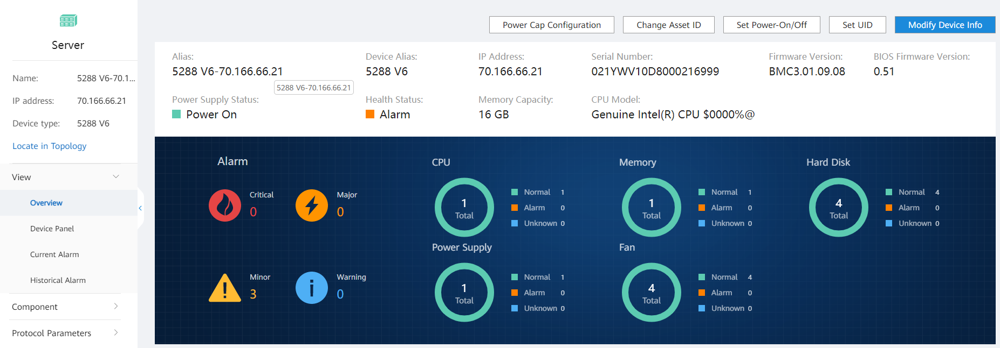 Server
Name: 5288 V6-70.1...
IP address: 70.166.66.21
Device type: 5288 V6
Locate in Topology
View
Overview
Device Panel
Current Alarm
Historical Alarm
Component
Protocol Parameters
Power Cap Configuration Change Asset ID Set Power-On/Off Set UID Modify Device Info
Alias: Device Alias: IP Address: Serial Number: Firmware Version: BIOS Firmware Version:
5288 V6-70.166.66.21 5288 V6 70.166.66.21 021YWV10D8000216999 BMC3.01.09.08 0.51
5288 V6-70.166.66.21
Power Supply Status: Health Status: Memory Capacity: CPU Model:
Power On Alarm 16 GB Genuine Intel(R) CPU $0000%@
Alarm
Critical
0
Major
0
Minor
3
i
Warning
0
CPU
1
Total
Normal 1
Alarm 0
Unknown 0
Memory
1
Total
Normal 1
Alarm 0
Unknown 0
Hard Disk
4
Total
Normal 4
Alarm 0
Unknown 0
Power Supply
1
Total
Normal 1
Alarm 0
Unknown 0
Fan
4
Total
Normal 4
Alarm 0
Unknown 0